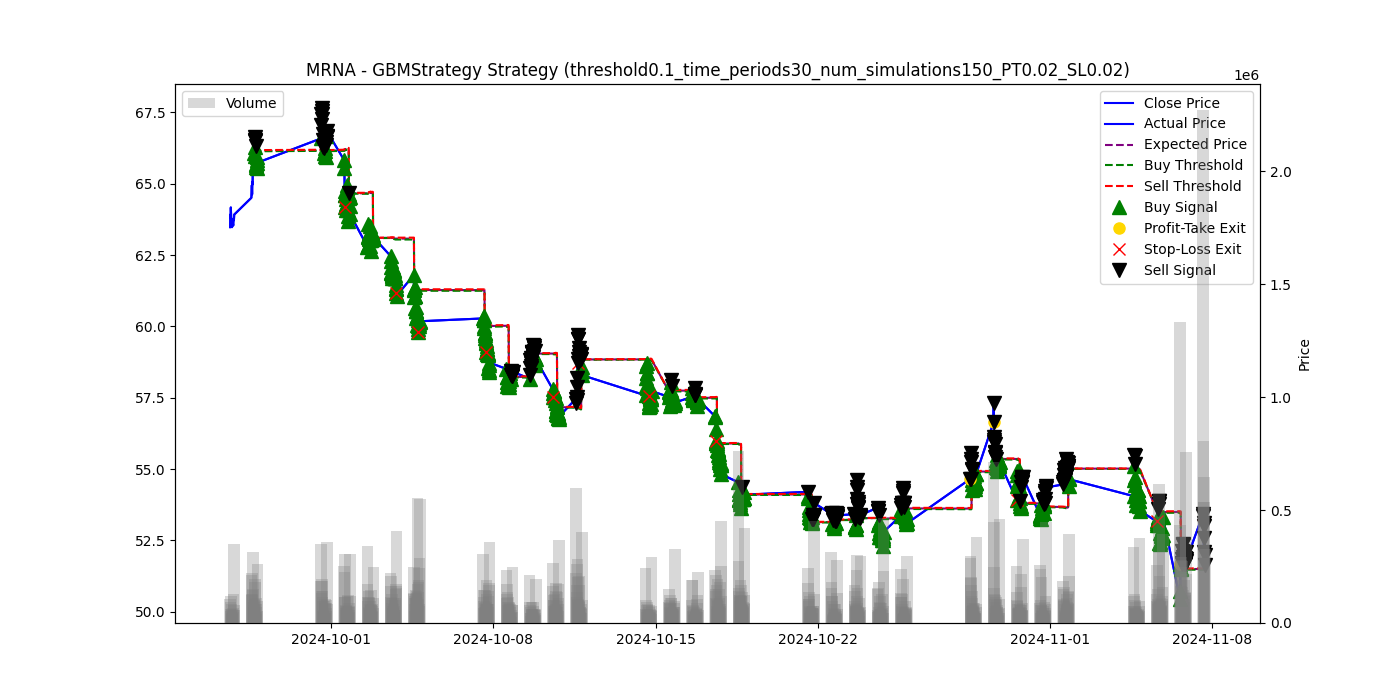 MRNA - GBMStrategy Strategy (threshold0.1_time_periods30_num_simulations150_PT0.02_SL0.02)
1e6
Volume
Close Price
Actual Price
Expected Price
Buy Threshold
Sell Threshold
Buy Signal
Profit-Take Exit
Stop-Loss Exit
Sell Signal
67.5
65.0
62.5
60.0
57.5
55.0
52.5
50.0
2.0
1.5
1.0
0.5
0.0
Price
2024-10-01
2024-10-08
2024-10-15
2024-10-22
2024-11-01
2024-11-08